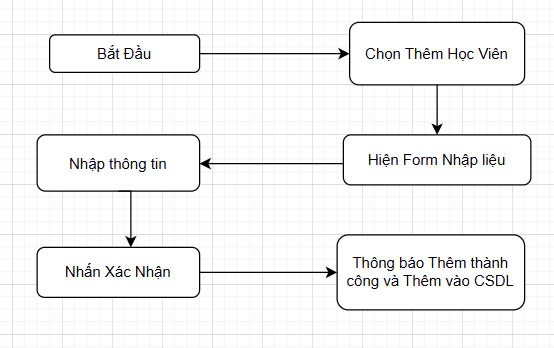 Bắt Đầu
Chọn Thêm Học Viên
Hiện Form Nhập liệu
Nhập thông tin
Nhấn Xác Nhận
Thông báo Thêm thành
công và Thêm vào CSDL